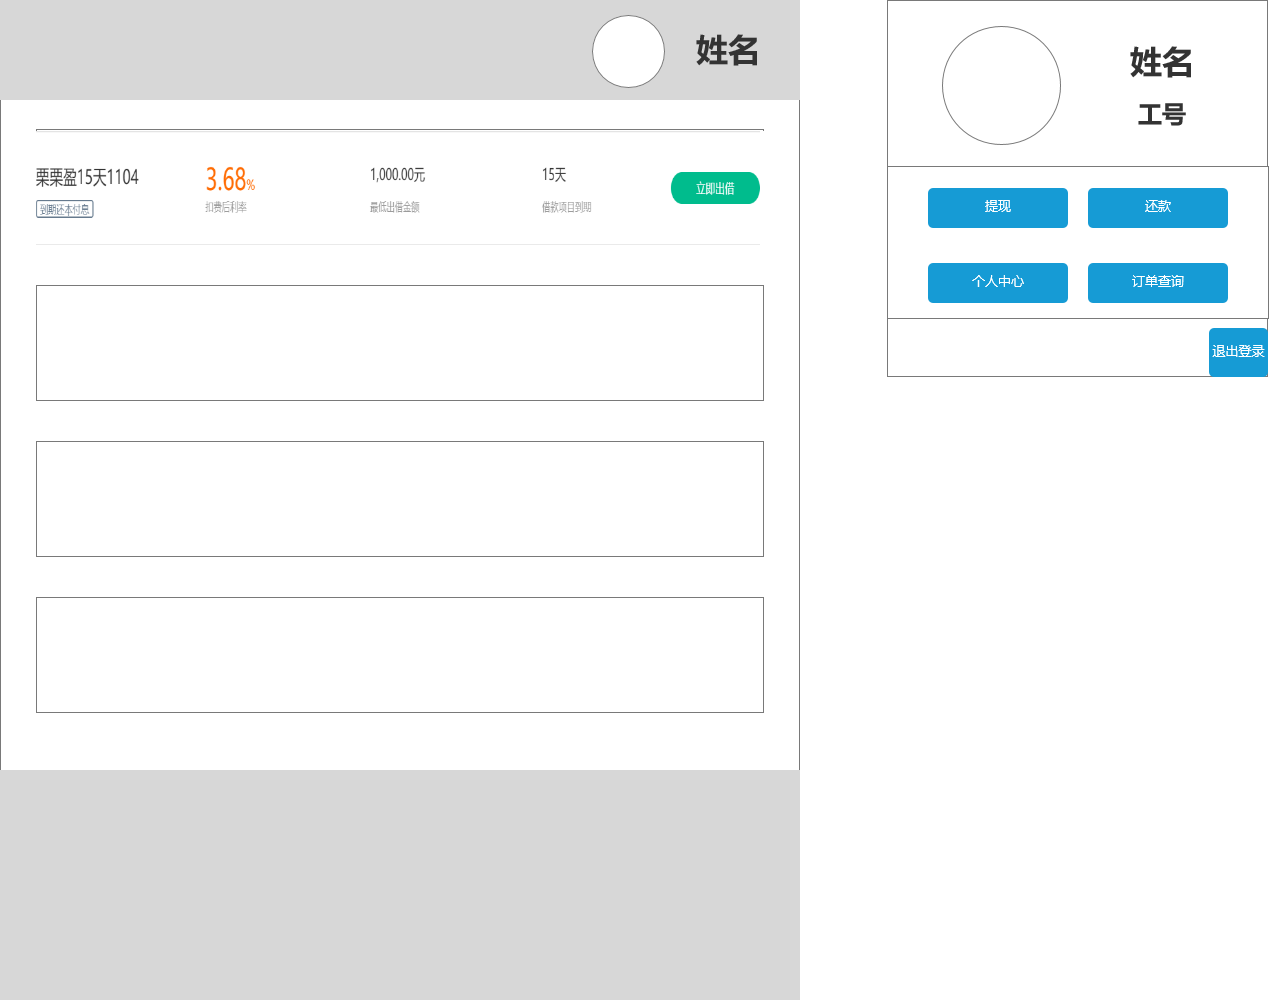 姓名
栗栗盈15天1104
到期还本付息
3.68%
扣费后利率
1,000.00元
最低出借金额
15天
借款项目到期
立即出借
姓名
工号
提现
还款
个人中心
订单查询
退出登录